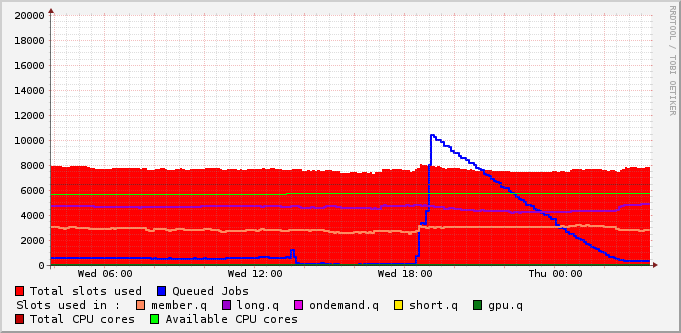 RRDTOOL / TOBI OETIKER
20000
18000
16000
14000
12000
10000
8000
6000
4000
2000
0
Wed 06:00 Wed 12:00 Wed 18:00 Thu 00:00
Total slots used Queued Jobs
Slots used in : member.q long.q ondemand.q short.q gpu.q
Total CPU cores Available CPU cores